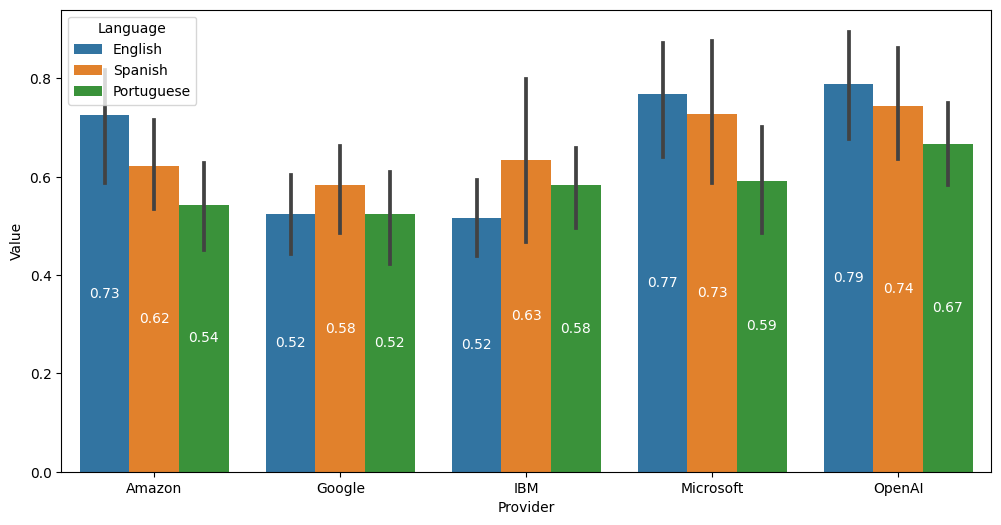 Language
English
Spanish
Portuguese
Value
0.8
0.6
0.4
0.2
0.0
0.73
0.62
0.54
0.52
0.58
0.52
0.52
0.63
0.58
0.77
0.73
0.59
0.79
0.74
0.67
Amazon
Google
IBM
Microsoft
OpenAI
Provider